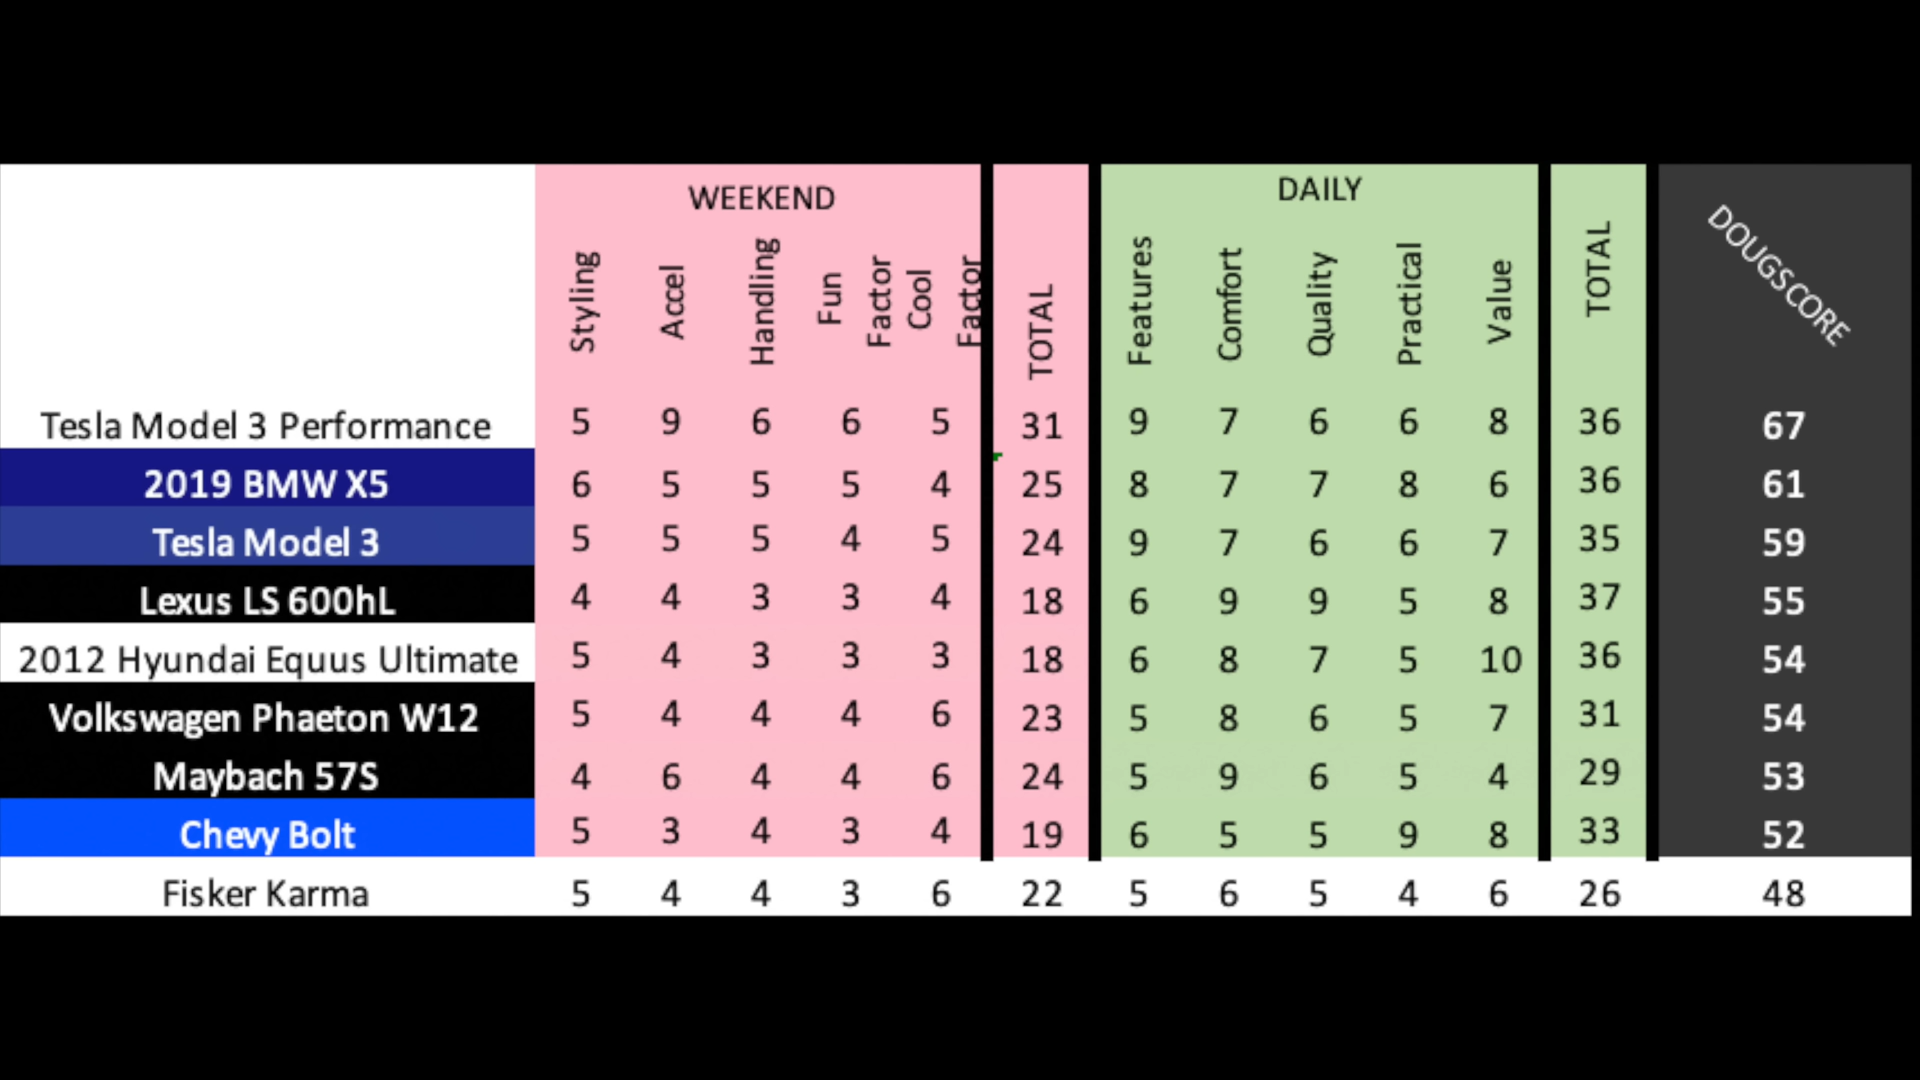 WEEKEND DAILY
Styling Accel Handling Fun Factor Cool Factor TOTAL Features Comfort Quality Practical Value TOTAL DOUGSCORE
Tesla Model 3 Performance 5 9 6 6 5 31 9 7 6 6 8 36 67
2019 BMW X5 6 5 5 5 4 25 8 7 7 8 6 36 61
Tesla Model 3 5 5 5 4 5 24 9 7 6 6 7 35 59
Lexus LS 600hL 4 4 3 3 4 18 6 9 9 5 8 37 55
2012 Hyundai Equus Ultimate 5 4 3 3 3 18 6 8 7 5 10 36 54
Volkswagen Phaeton W12 5 4 4 4 6 23 5 8 6 5 7 31 54
Maybach 57S 4 6 4 4 6 24 5 9 6 5 4 29 53
Chevy Bolt 5 3 4 3 4 19 6 5 5 9 8 33 52
Fisker Karma 5 4 4 3 6 22 5 6 5 4 6 26 48